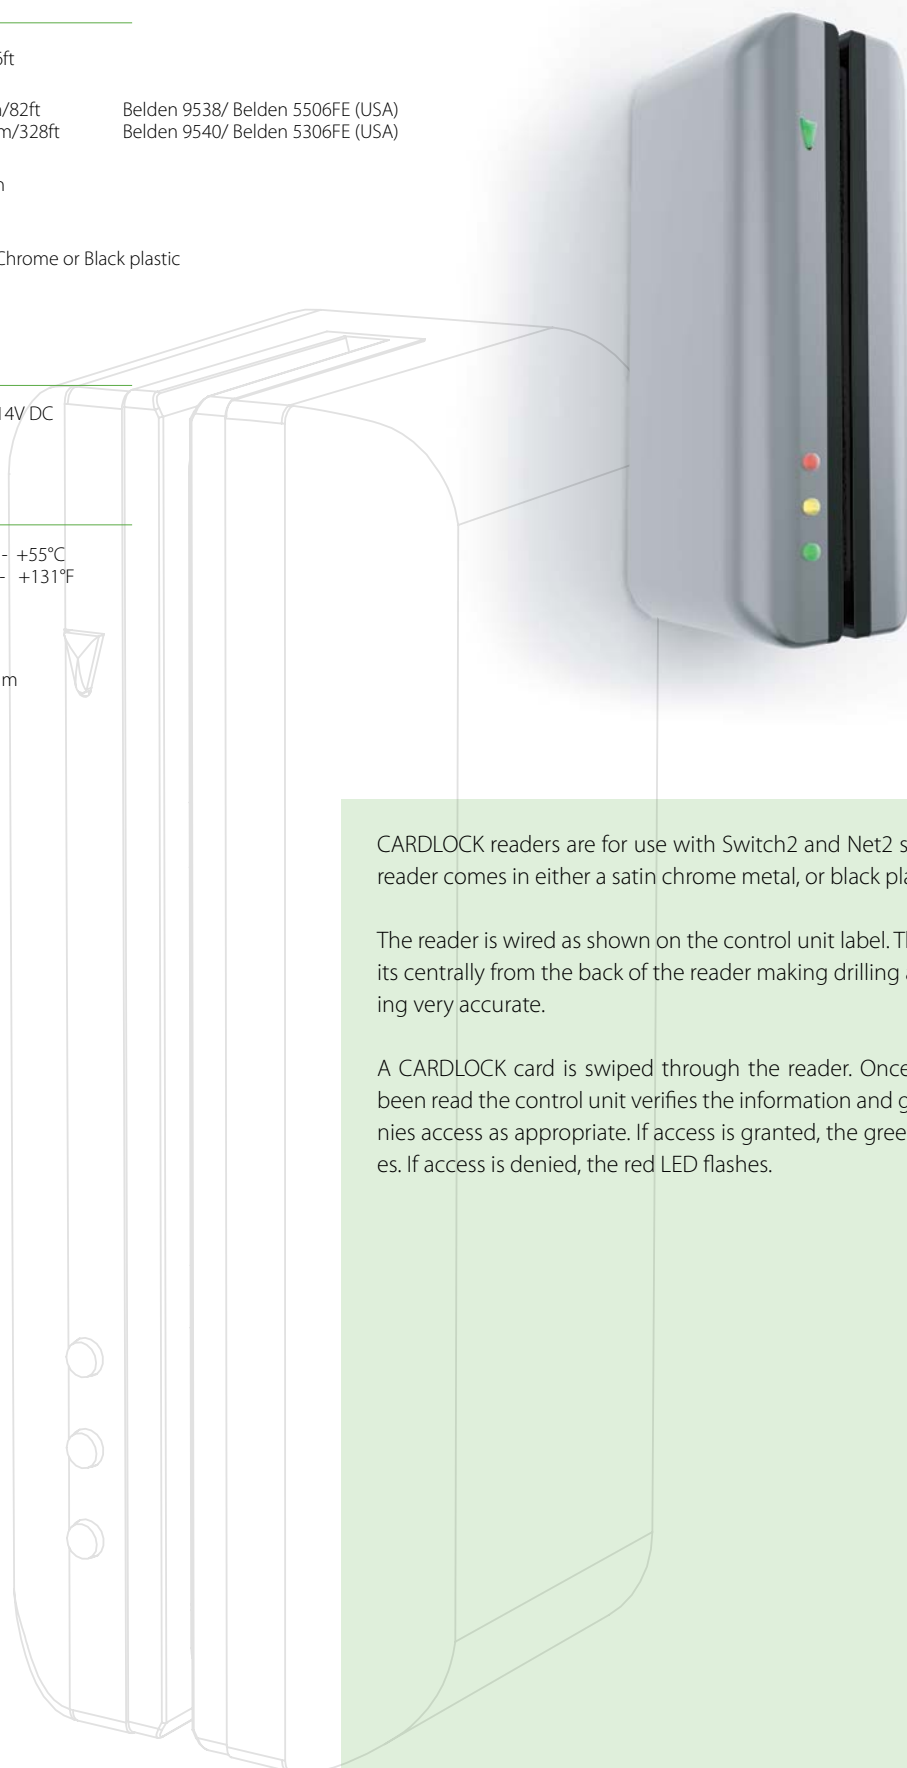 /82ft Belden 9538/ Belden 5506FE (USA)
m/328ft Belden 9540/ Belden 5306FE (USA)
Chrome or Black plastic
14V DC
- +55°C
- +131°F
m
CARDLOCK readers are for use with Switch2 and Net2
reader comes in either a satin chrome metal, or black
The reader is wired as shown on the control unit label.
its centrally from the back of the reader making drilling
ing very accurate.
A CARDLOCK card is swiped through the reader. Once
been read the control unit verifies the information and
nies access as appropriate. If access is granted, the
es. If access is denied, the red LED flashes.